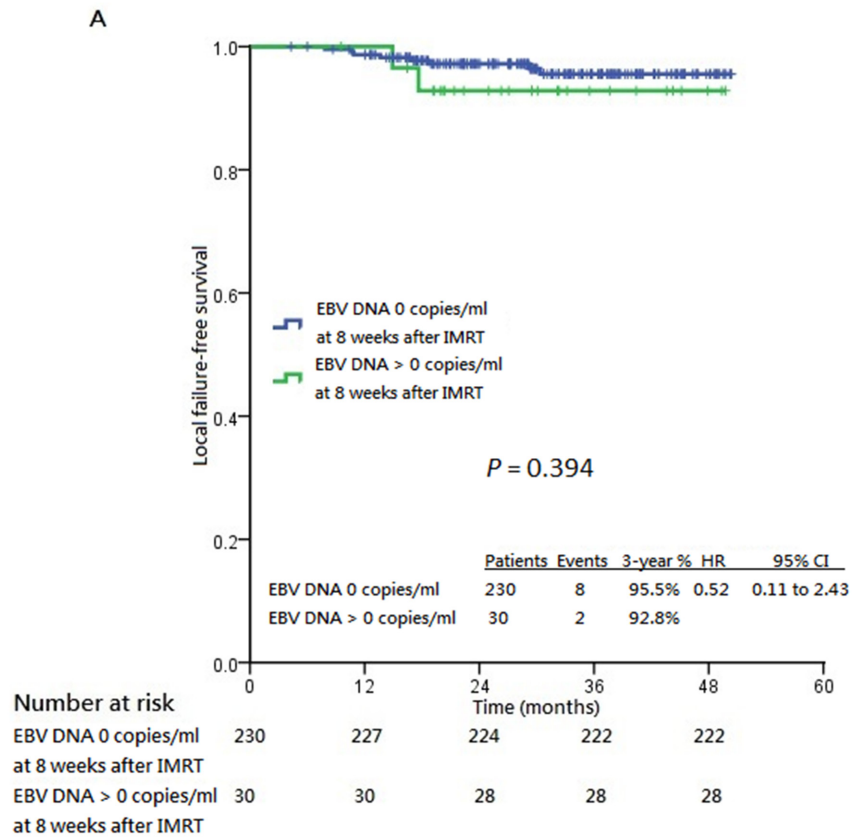 A
1.0
0.8
0.6
0.4
0.2
0.0
Local failure-free survival
EBV DNA 0 copies/ml
at 8 weeks after IMRT
EBV DNA > 0 copies/ml
at 8 weeks after IMRT
P = 0.394
Patients Events 3-year % HR 95% CI
EBV DNA 0 copies/ml 230 8 95.5% 0.52 0.11 to 2.43
EBV DNA > 0 copies/ml 30 2 92.8%
0 12 24 36 48 60
Time (months)
Number at risk
EBV DNA 0 copies/ml 230 227 224 222 222
at 8 weeks after IMRT
EBV DNA > 0 copies/ml 30 30 28 28 28
at 8 weeks after IMRT